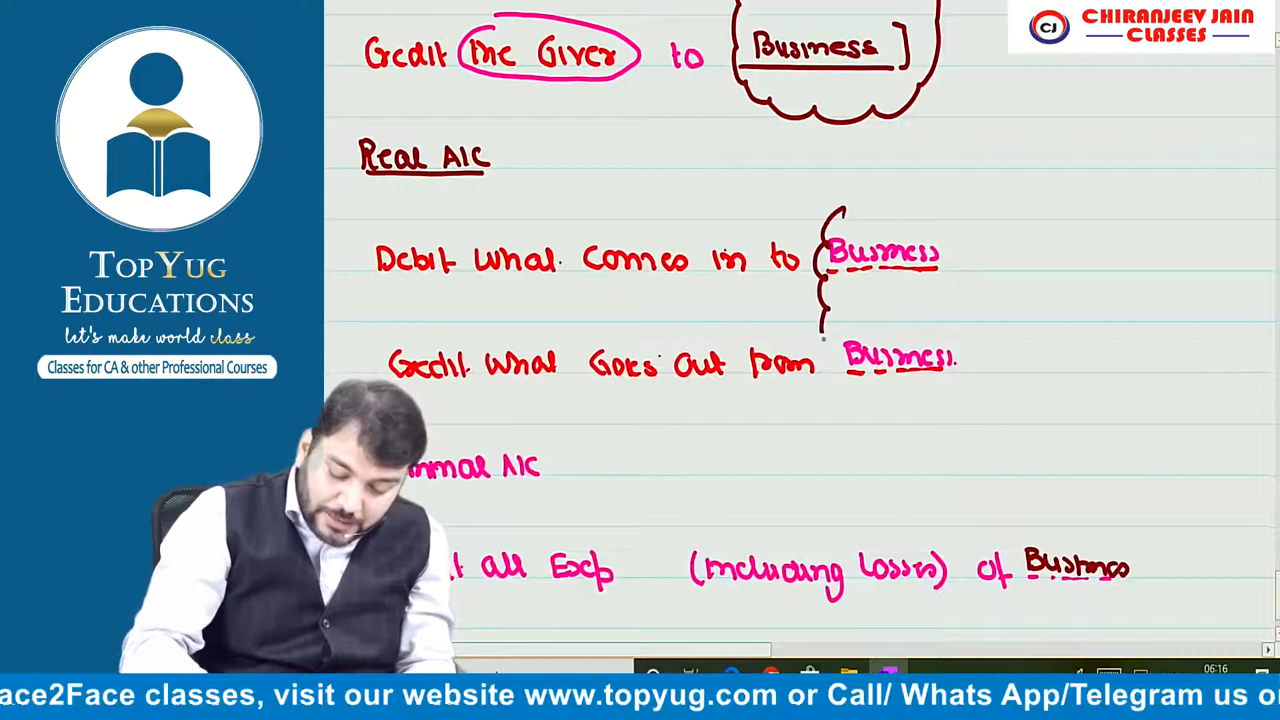 CHIRANJEEV JAIN
CJ
CLASSES
Credit the Giver to Business ]
Real A/C
Debit What Comes in to Business
Credit What Goes Out from Business.
A/C
all Exp (including Losses) of Business
TOPYUG
EDUCATIONS
let's make world class
Classes for CA & other Professional Courses
06:16
ace2Face classes, visit our website www.topyug.com or Call/ Whats App/Telegram us o